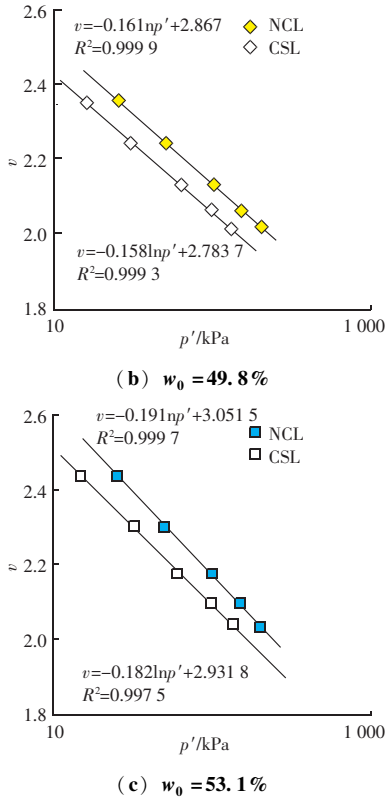 2.6
v=-0.161np′+2.867
R²=0.999 9
NCL
CSL
2.4
v
2.2
2.0
v=-0.158lnp′+2.783 7
R²=0.999 3
1.8
10
1 000
p′/kPa
(b) w₀ =49.8%
2.6
v=-0.191np′+3.051 5
R²=0.999 7
NCL
CSL
2.4
v
2.2
2.0
v=-0.182lnp′+2.931 8
R²=0.997 5
1.8
10
1 000
p′/kPa
(c) w₀ =53.1%